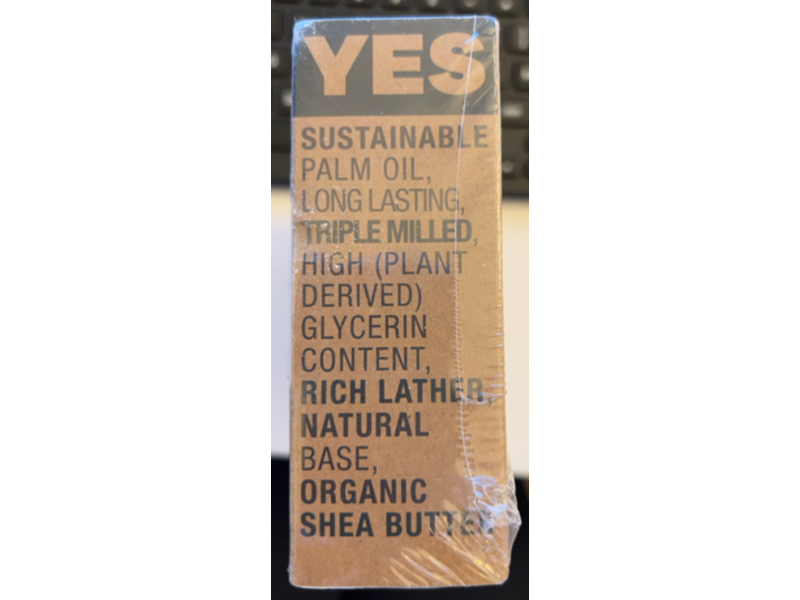 YES
SUSTAINABLE
PALM OIL,
LONG LASTING,
TRIPLE MILLED,
HIGH (PLANT
DERIVED)
GLYCERIN
CONTENT,
RICH LATHER,
NATURAL
BASE,
ORGANIC
SHEA BUTTER